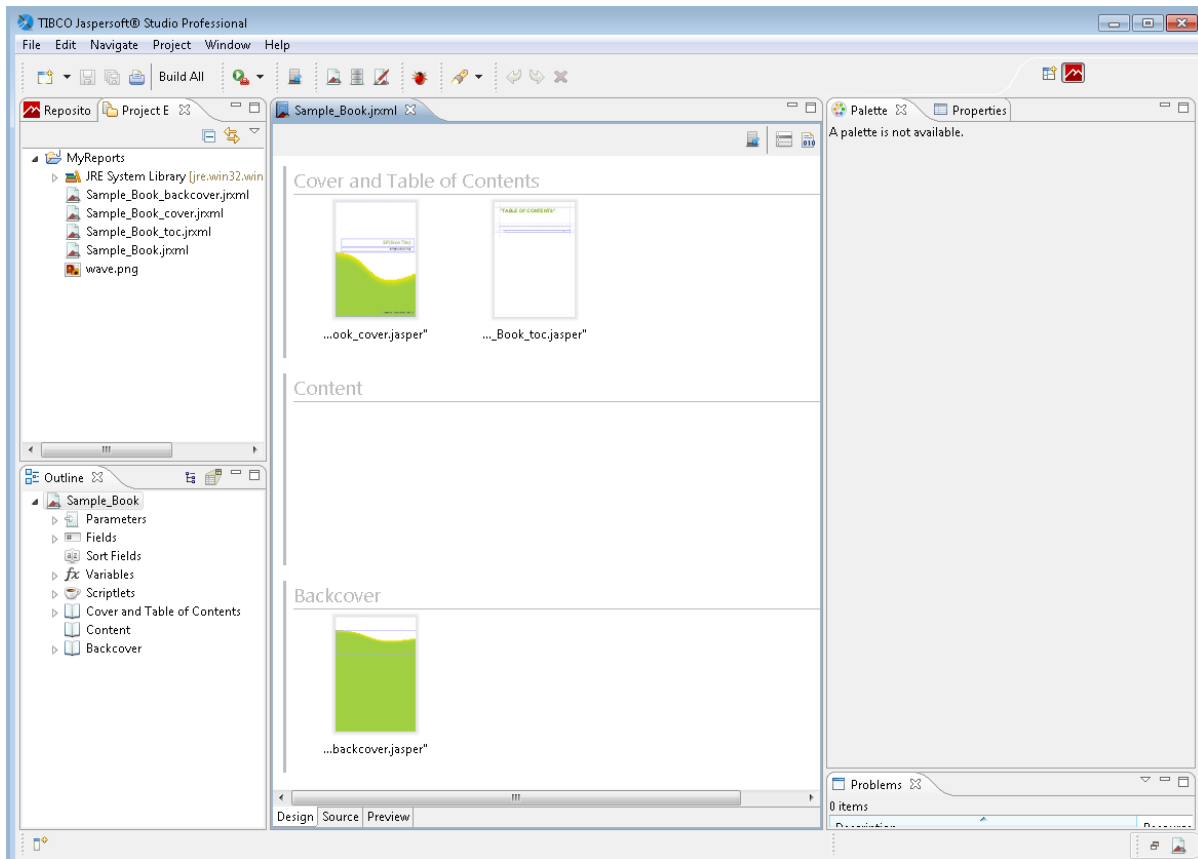 TIBCO Jaspersoft® Studio Professional
File Edit Navigate Project Window Help
Build All
Reposito Project E
MyReports
JRE System Library [jre.win32.win
Sample_Book_backcover.jrxml
Sample_Book_cover.jrxml
Sample_Book_toc.jrxml
Sample_Book.jrxml
wave.png
Outline
Sample_Book
Parameters
Fields
Sort Fields
Variables
Scriptlets
Cover and Table of Contents
Content
Backcover
Sample_Book.jrxml
Cover and Table of Contents
"TABLE OF CONTENTS"
...ook_cover.jasper" ..._Book_toc.jasper"
Content
Backcover
...backcover.jasper"
Design Source Preview
Palette Properties
A palette is not available.
Problems
0 items
Description Resource